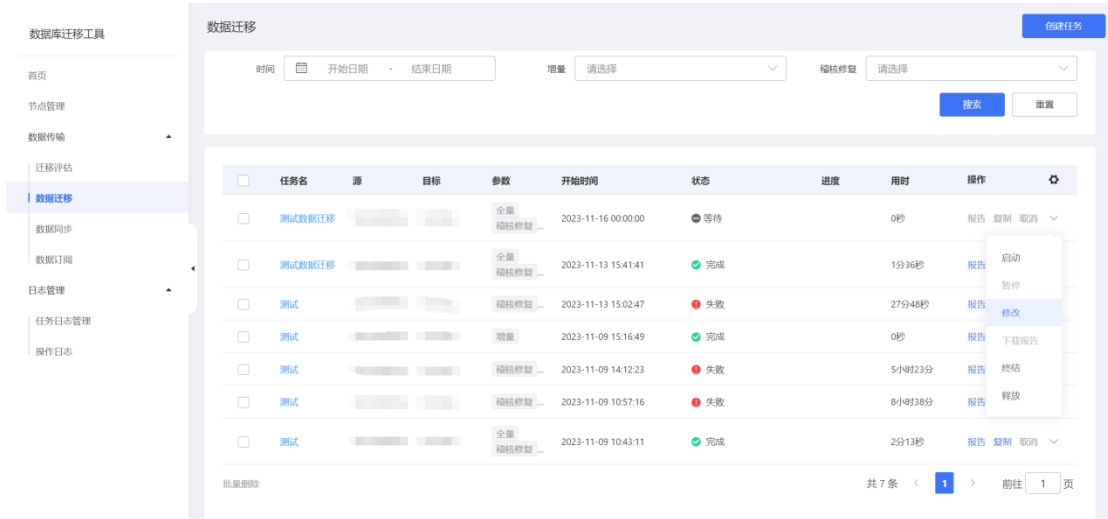 数据库迁移工具
首页
节点管理
数据传输
迁移评估
数据迁移
数据同步
数据订阅
日志管理
任务日志管理
操作日志
数据迁移
创建任务
时间 开始日期 - 结束日期 增量 请选择 稽核修复 请选择
搜索 重置
任务名 源 目标 参数 开始时间 状态 进度 用时 操作
测试数据迁移 全量 稽核修复 ... 2023-11-16 00:00:00 等待 0秒 报告 复制 取消
测试数据迁移 全量 稽核修复 ... 2023-11-13 15:41:41 完成 1分36秒 报告
测试 稽核修复 ... 2023-11-13 15:02:47 失败 27分48秒 报告
测试 增量 2023-11-09 15:16:49 完成 0秒 报告
测试 稽核修复 ... 2023-11-09 14:12:23 失败 5小时23分 报告
测试 稽核修复 ... 2023-11-09 10:57:16 失败 8小时38分 报告
测试 全量 稽核修复 ... 2023-11-09 10:43:11 完成 2分13秒 报告 复制 取消
启动
暂停
修改
下载报告
终结
释放
批量删除
共 7 条 1 前往 1 页